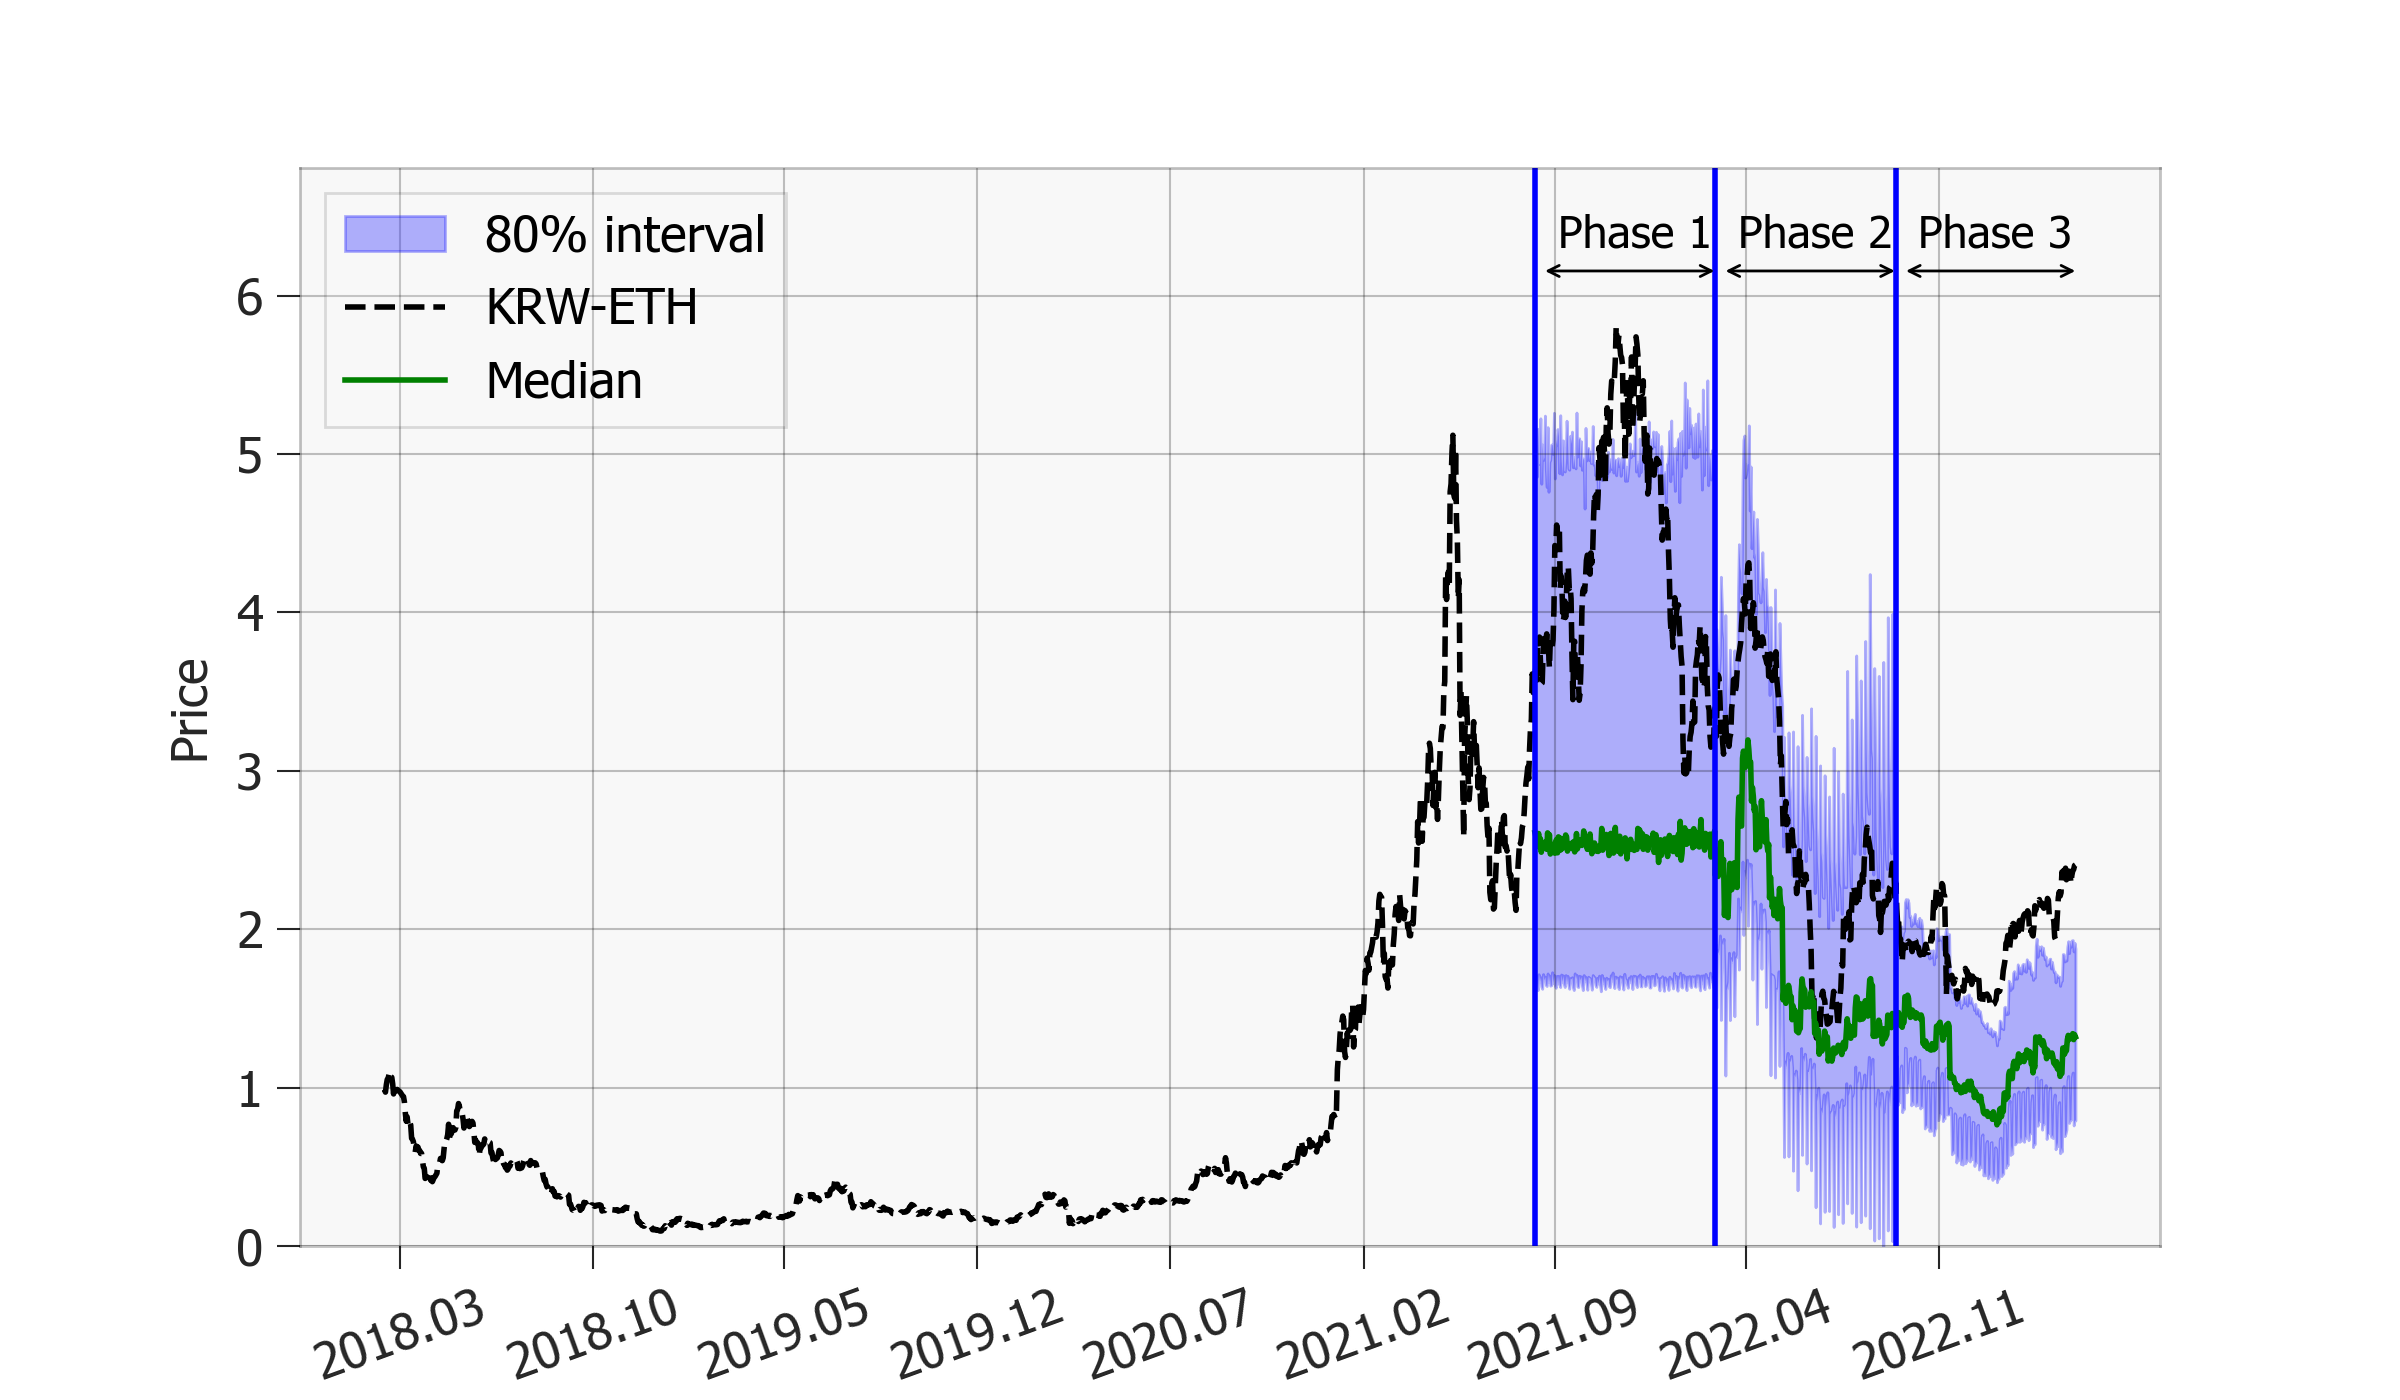 80% interval
KRW-ETH
Median
Phase 1
Phase 2
Phase 3
Price
6
5
4
3
2
1
0
2018.03
2018.10
2019.05
2019.12
2020.07
2021.02
2021.09
2022.04
2022.11